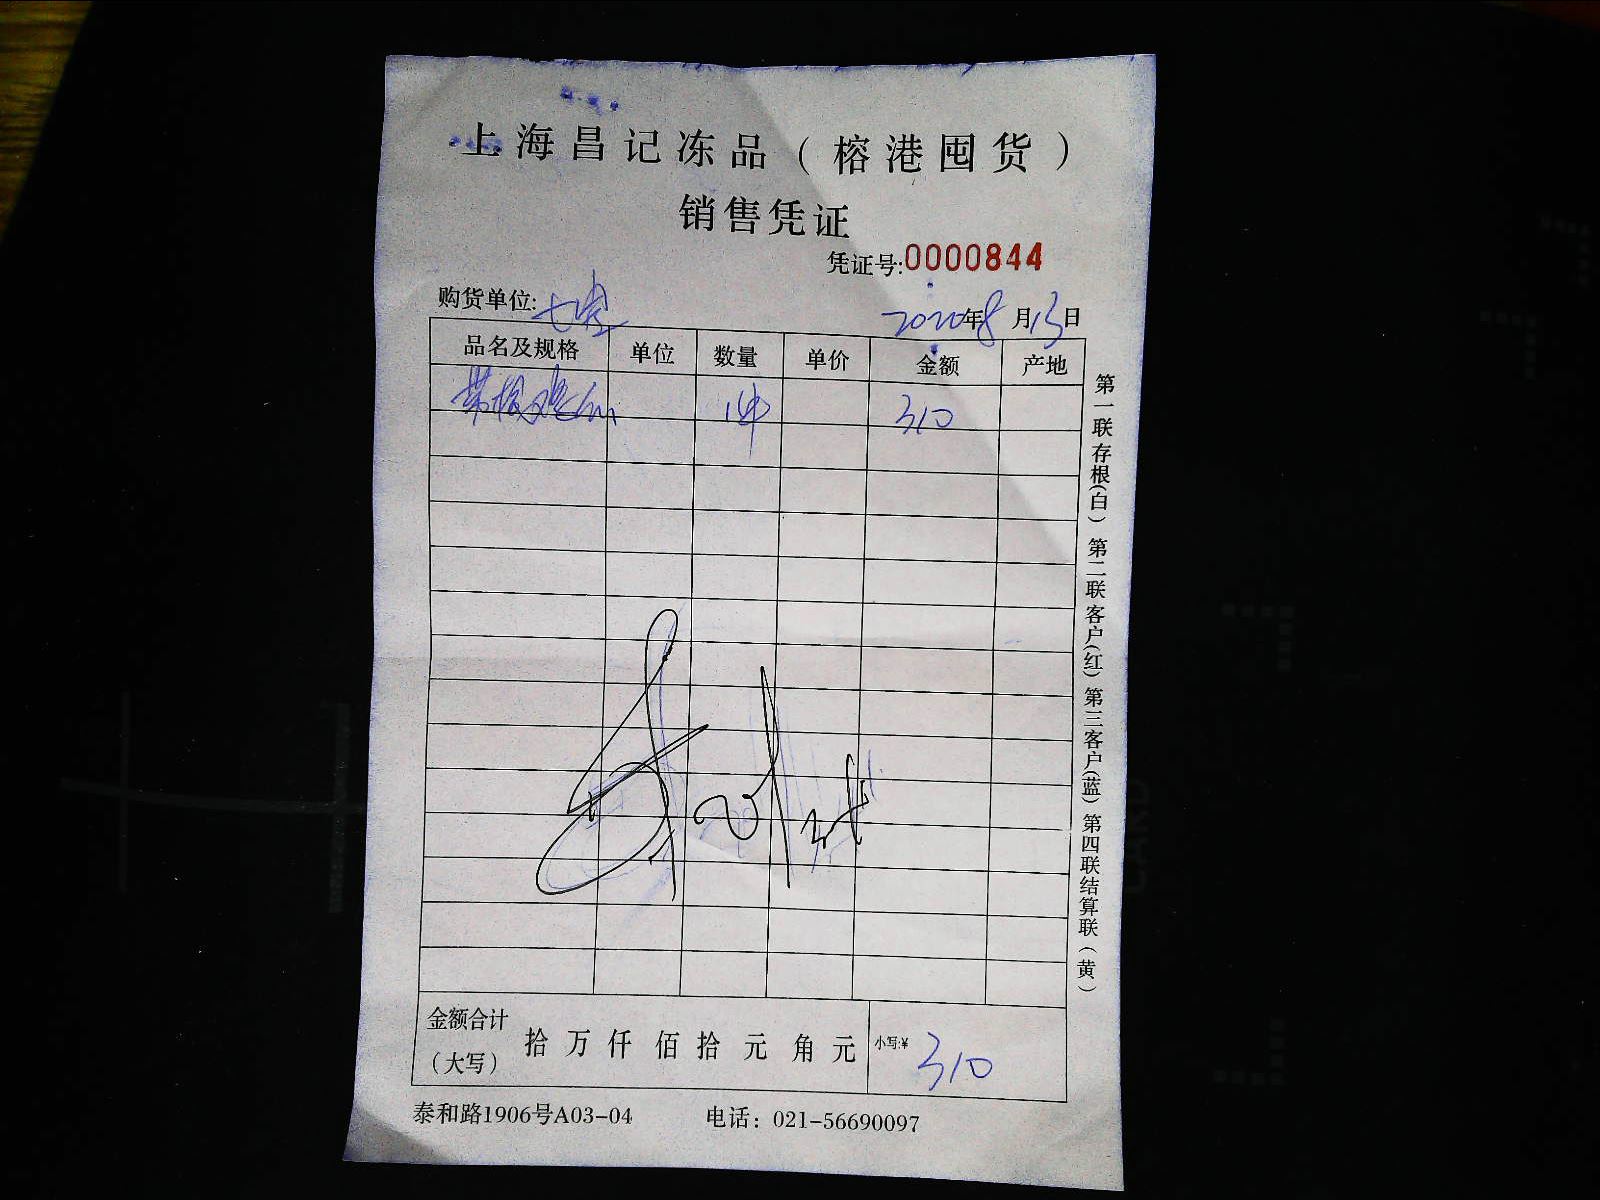 上海昌记冻品（榕港囤货）
销售凭证
凭证号:0000844
购货单位:
2020年8月13日
品名及规格 单位 数量 单价 金额 产地
1件 310
第一联存根(白) 第二联客户(红) 第三客户(蓝) 第四联结算联(黄)
金额合计（大写） 拾 万 仟 佰 拾 元 角 元 小写:¥ 310
泰和路1906号A03-04 电话：021-56690097